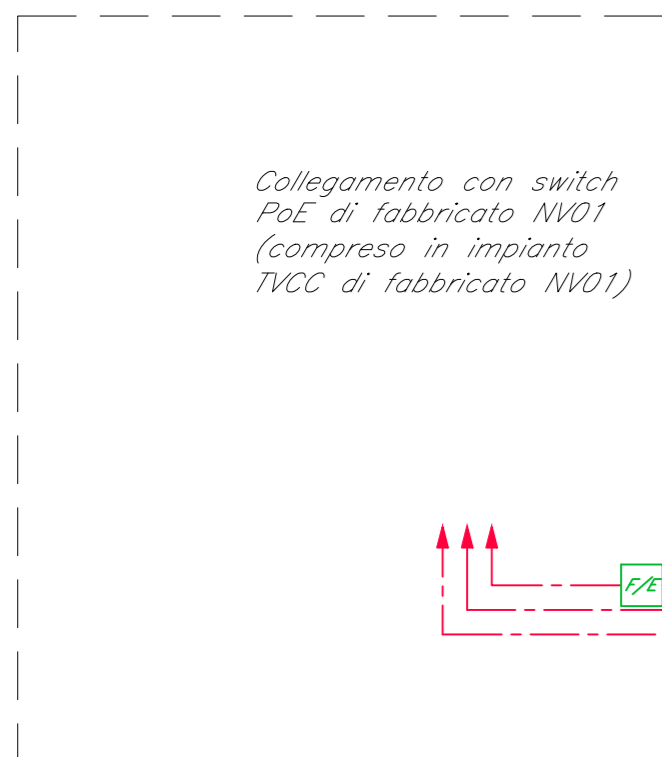 Collegamento con switch
PoE di fabbricato NV01
(compreso in impianto
TVCC di fabbricato NV01)
F/E